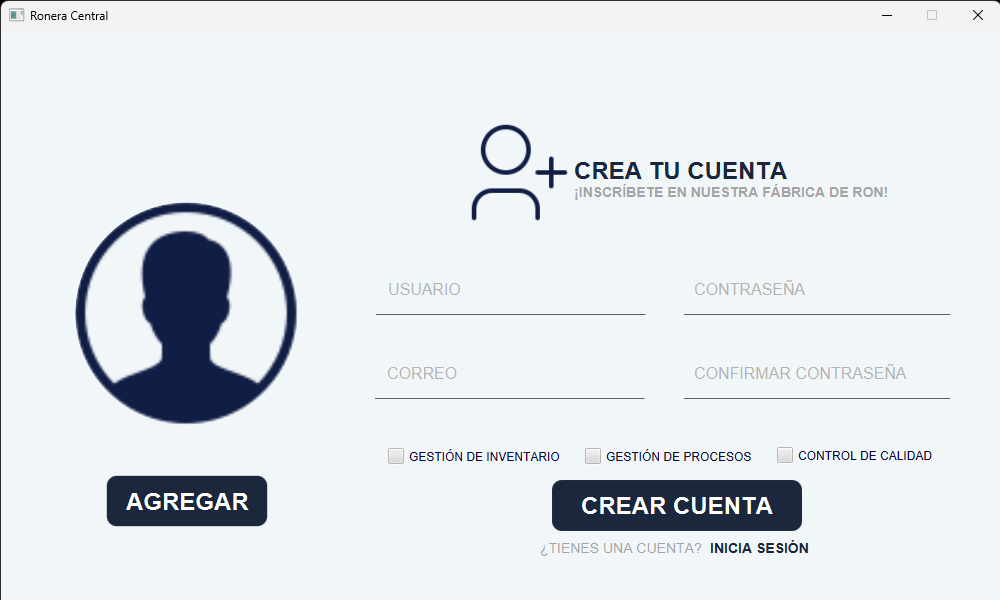 Ronera Central
CREA TU CUENTA
¡INSCRÍBETE EN NUESTRA FÁBRICA DE RON!
USUARIO
CONTRASEÑA
CORREO
CONFIRMAR CONTRASEÑA
GESTIÓN DE INVENTARIO
GESTIÓN DE PROCESOS
CONTROL DE CALIDAD
AGREGAR
CREAR CUENTA
¿TIENES UNA CUENTA? INICIA SESIÓN